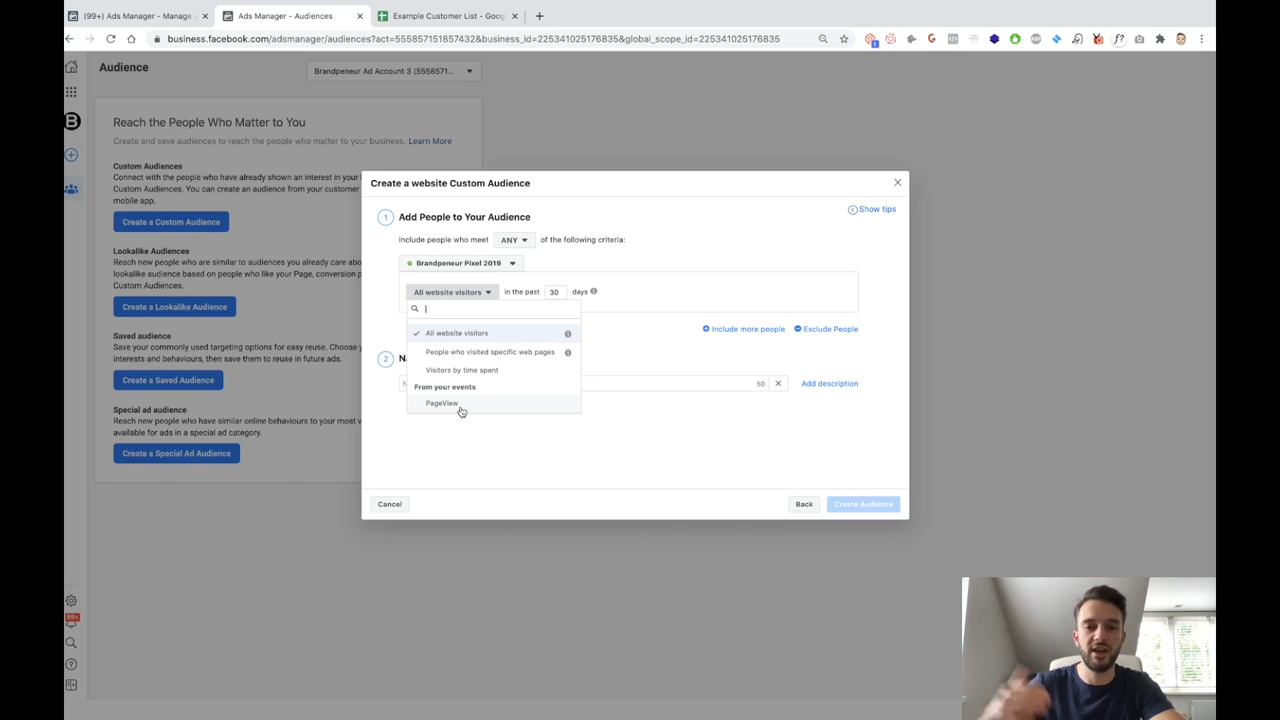 (99+) Ads Manager - Manage
Ads Manager - Audiences
Example Customer List - Goog
business.facebook.com/adsmanager/audiences?act=555857151857432&business_id=225341025176835&global_scope_id=225341025176835
Audience
Brandpeneur Ad Account 3 (5558571...
Reach the People Who Matter to You
Create and save audiences to reach the people who matter to your business. Learn More
Custom Audiences
Connect with the people who have already shown an interest in your
Custom Audiences. You can create an audience from your customer
mobile app.
Create a Custom Audience
Lookalike Audiences
Reach new people who are similar to audiences you already care abou
lookalike audience based on people who like your Page, conversion p
Create a Lookalike Audience
Saved audience
Save your commonly used targeting options for easy reuse. Choose
interests and behaviours, then save them to reuse in future ads.
Create a Saved Audience
Special ad audience
Reach new people who have similar online behaviours to your most v
available for ads in a special ad category.
Create a Special Ad Audience
99+
Create a website Custom Audience
Show tips
1 Add People to Your Audience
Include people who meet ANY of the following criteria:
Brandpeneur Pixel 2019
All website visitors in the past 30 days
All website visitors
People who visited specific web pages
Visitors by time spent
From your events
PageView
Include more people Exclude People
2 Na
50
Add description
Cancel
Back
Create Audience